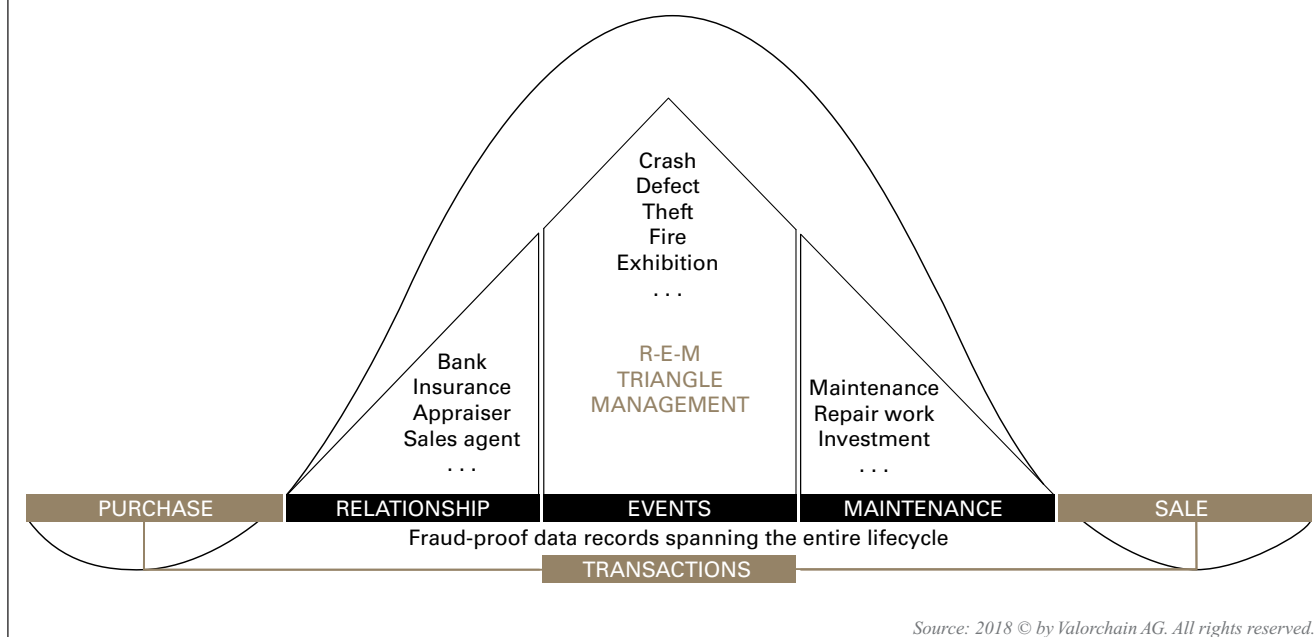 Crash
Defect
Theft
Fire
Exhibition
. . .
R-E-M
TRIANGLE
MANAGEMENT
Bank
Insurance
Appraiser
Sales agent
. . .
Maintenance
Repair work
Investment
. . .
PURCHASE
RELATIONSHIP
EVENTS
MAINTENANCE
SALE
Fraud-proof data records spanning the entire lifecycle
TRANSACTIONS
Source: 2018 © by Valorchain AG. All rights reserved.